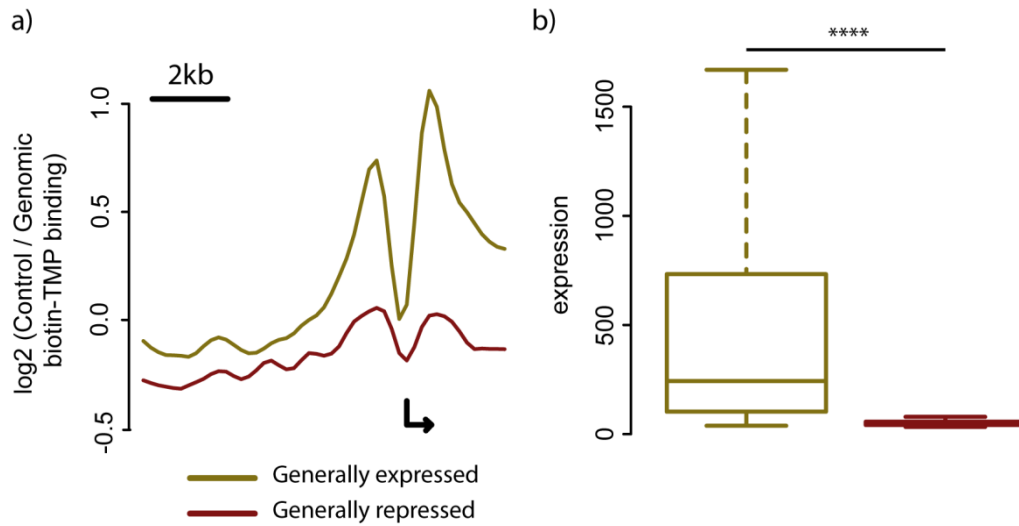 a)
2kb
log2 (Control / Genomic
biotin-TMP binding)
1.0
0.5
0.0
-0.5
Generally expressed
Generally repressed
b)
****
expression
1500
1000
500
0